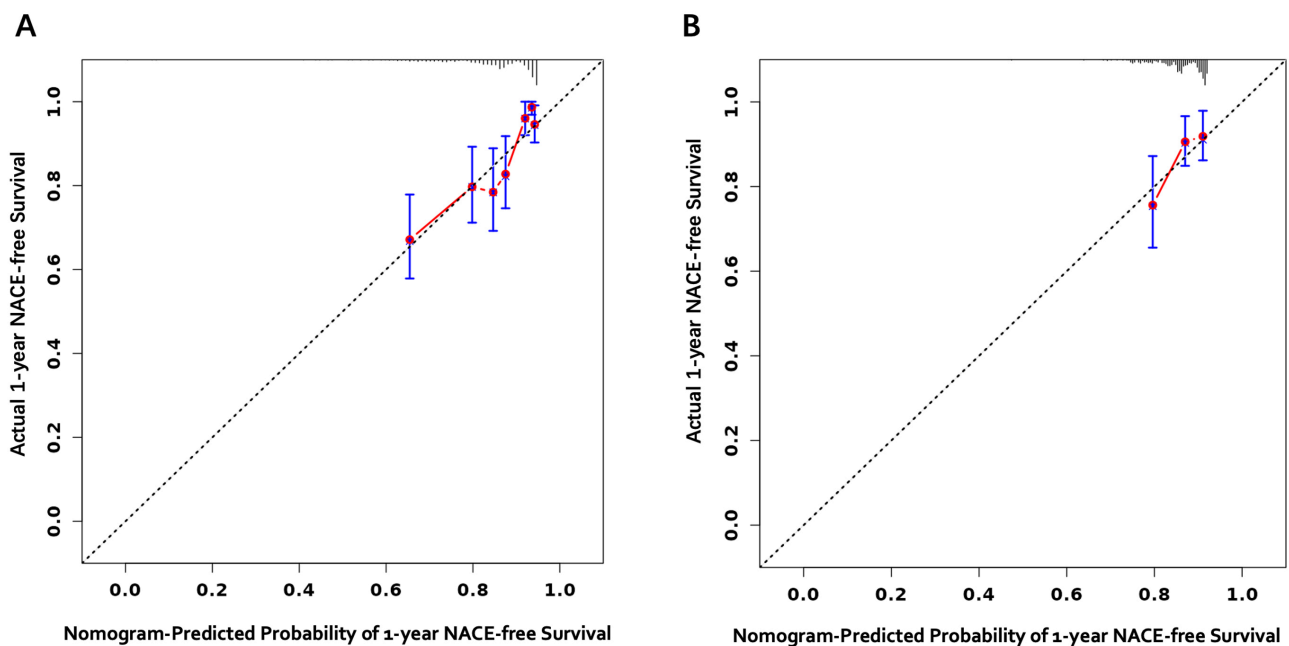 A
Actual 1-year NACE-free Survival
1.0
0.8
0.6
0.4
0.2
0.0
0.0 0.2 0.4 0.6 0.8 1.0
Nomogram-Predicted Probability of 1-year NACE-free Survival
B
Actual 1-year NACE-free Survival
1.0
0.8
0.6
0.4
0.2
0.0
0.0 0.2 0.4 0.6 0.8 1.0
Nomogram-Predicted Probability of 1-year NACE-free Survival